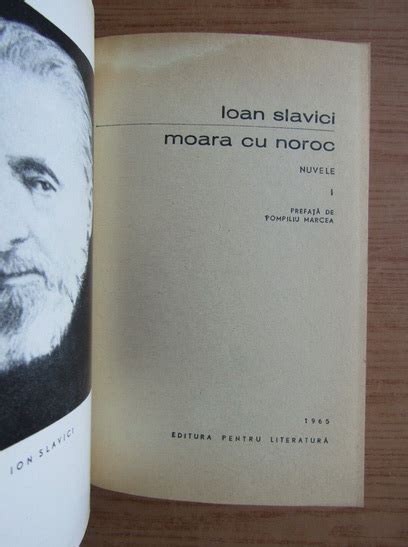 ION SLAVICI
Ioan slavici
moara cu noroc
NUVELE
I
PREFAȚĂ DE
POMPILIU MARCEA
1965
EDITURA PENTRU LITERATURĂ